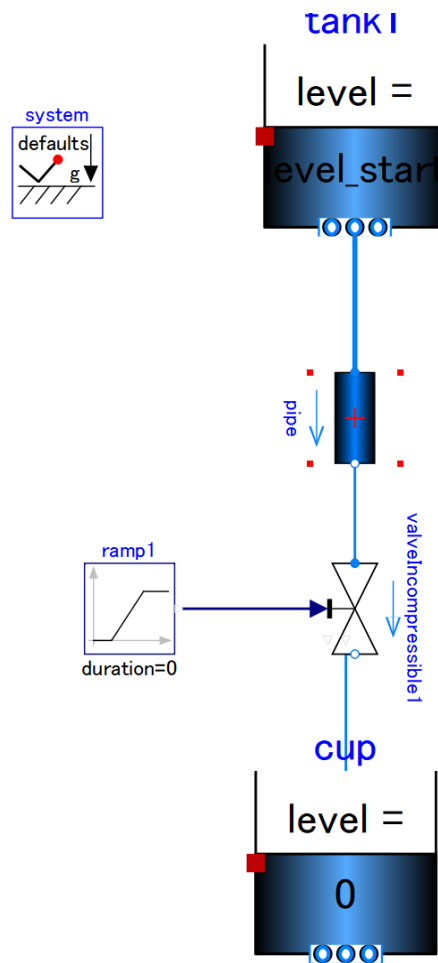 tank1
level =
level_start
system
defaults
g
pipe
ramp1
duration=0
valveIncompressible1
cup
level =
0